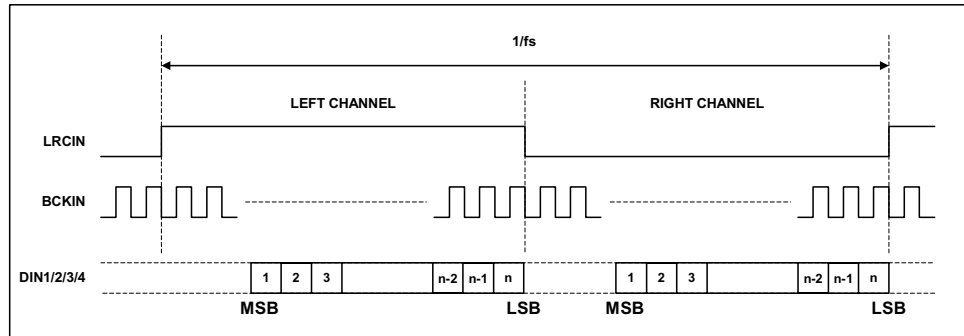 1/fs
LEFT CHANNEL RIGHT CHANNEL
LRCIN
BCKIN
DIN1/2/3/4 1 2 3 n-2 n-1 n 1 2 3 n-2 n-1 n
MSB LSB MSB LSB